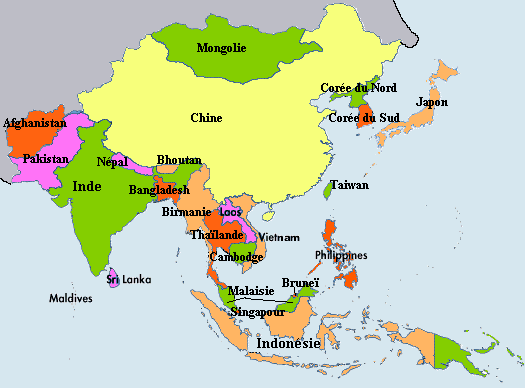 Mongolie
Corée du Nord
Japon
Chine
Corée du Sud
Afghanistan
Pakistan
Népal
Bhoutan
Inde
Bangladesh
Taiwan
Birmanie
Laos
Thaïlande
Vietnam
Cambodge
Philippines
Sri Lanka
Bruneï
Malaisie
Maldives
Singapour
Indonésie